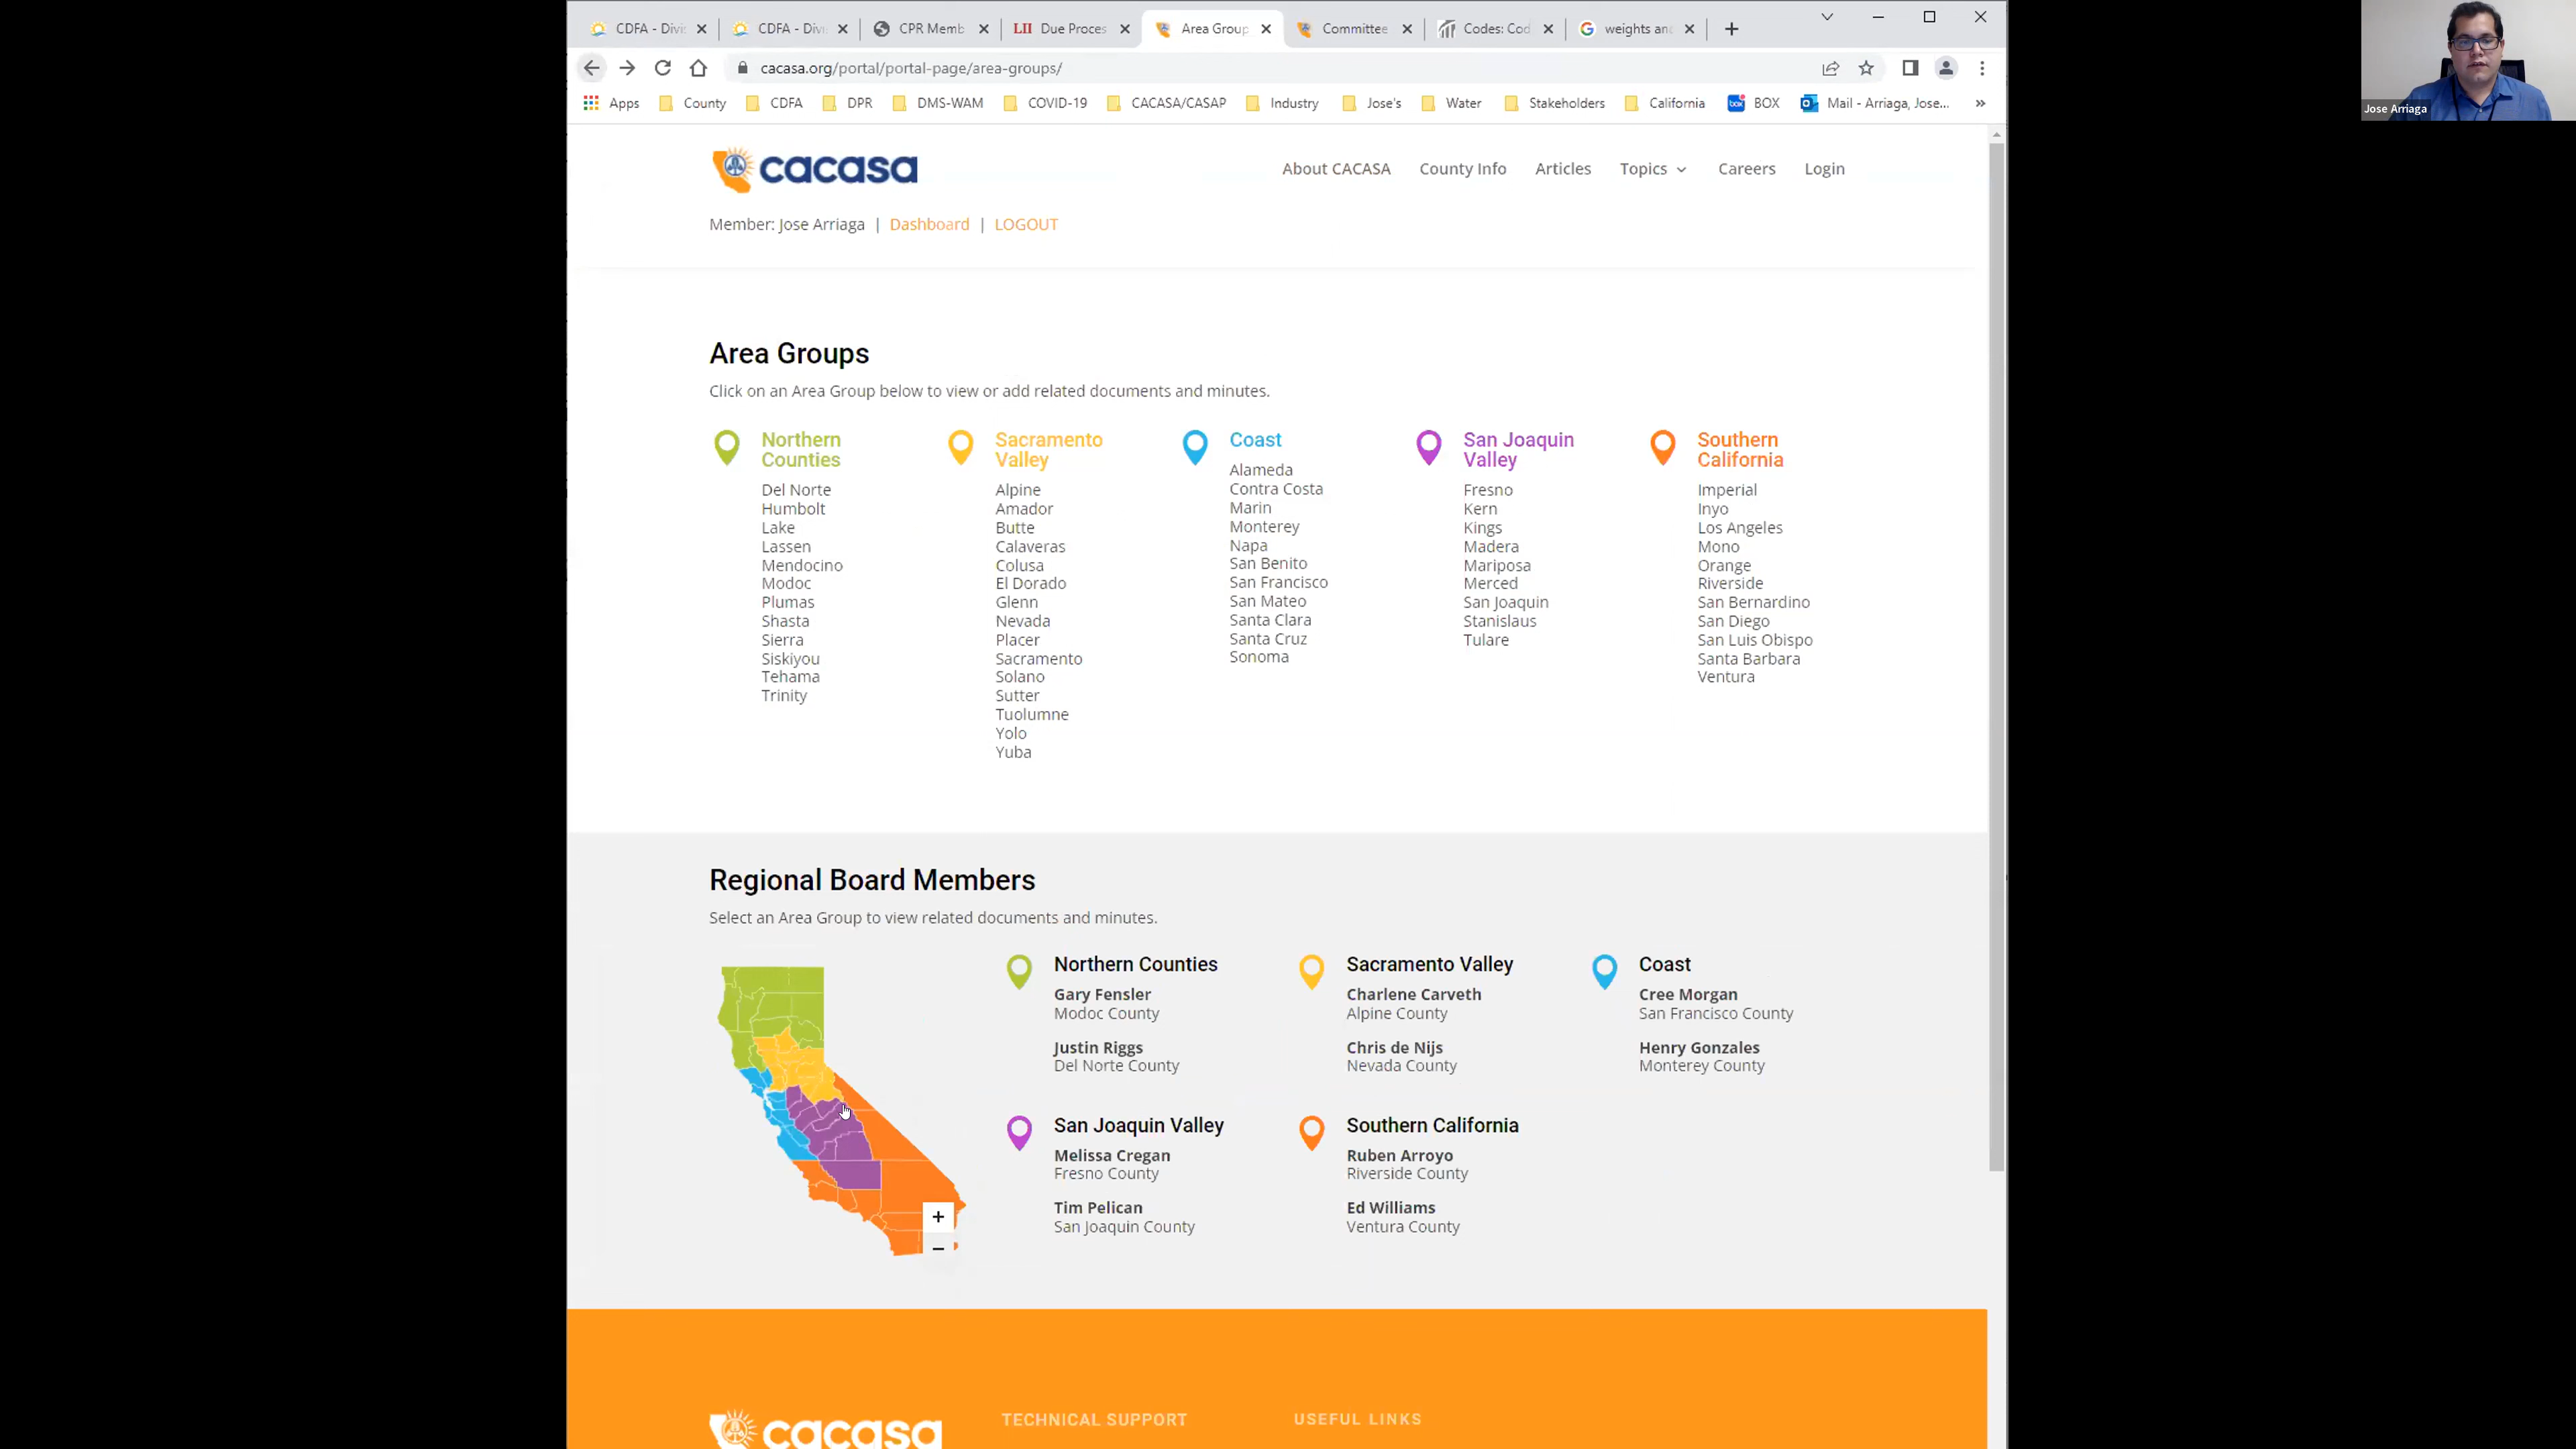 CDFA - Divis
CDFA - Divis
CPR Memb
LII Due Proces
Area Group
Committee
Codes: Cod
weights and
cacasa.org/portal/portal-page/area-groups/
Apps
County
CDFA
DPR
DMS-WAM
COVID-19
CACASA/CASAP
Industry
Jose's
Water
Stakeholders
California
BOX
Mail - Arriaga, Jose...
Jose Arriaga
cacasa
About CACASA
County Info
Articles
Topics
Careers
Login
Member: Jose Arriaga | Dashboard | LOGOUT
Area Groups
Click on an Area Group below to view or add related documents and minutes.
Northern
Counties
Del Norte
Humbolt
Lake
Lassen
Mendocino
Modoc
Plumas
Shasta
Sierra
Siskiyou
Tehama
Trinity
Sacramento
Valley
Alpine
Amador
Butte
Calaveras
Colusa
El Dorado
Glenn
Nevada
Placer
Sacramento
Solano
Sutter
Tuolumne
Yolo
Yuba
Coast
Alameda
Contra Costa
Marin
Monterey
Napa
San Benito
San Francisco
San Mateo
Santa Clara
Santa Cruz
Sonoma
San Joaquin
Valley
Fresno
Kern
Kings
Madera
Mariposa
Merced
San Joaquin
Stanislaus
Tulare
Southern
California
Imperial
Inyo
Los Angeles
Mono
Orange
Riverside
San Bernardino
San Diego
San Luis Obispo
Santa Barbara
Ventura
Regional Board Members
Select an Area Group to view related documents and minutes.
Northern Counties
Gary Fensler
Modoc County
Justin Riggs
Del Norte County
Sacramento Valley
Charlene Carveth
Alpine County
Chris de Nijs
Nevada County
Coast
Cree Morgan
San Francisco County
Henry Gonzales
Monterey County
San Joaquin Valley
Melissa Cregan
Fresno County
Tim Pelican
San Joaquin County
Southern California
Ruben Arroyo
Riverside County
Ed Williams
Ventura County
+
−
cacasa
TECHNICAL SUPPORT
USEFUL LINKS